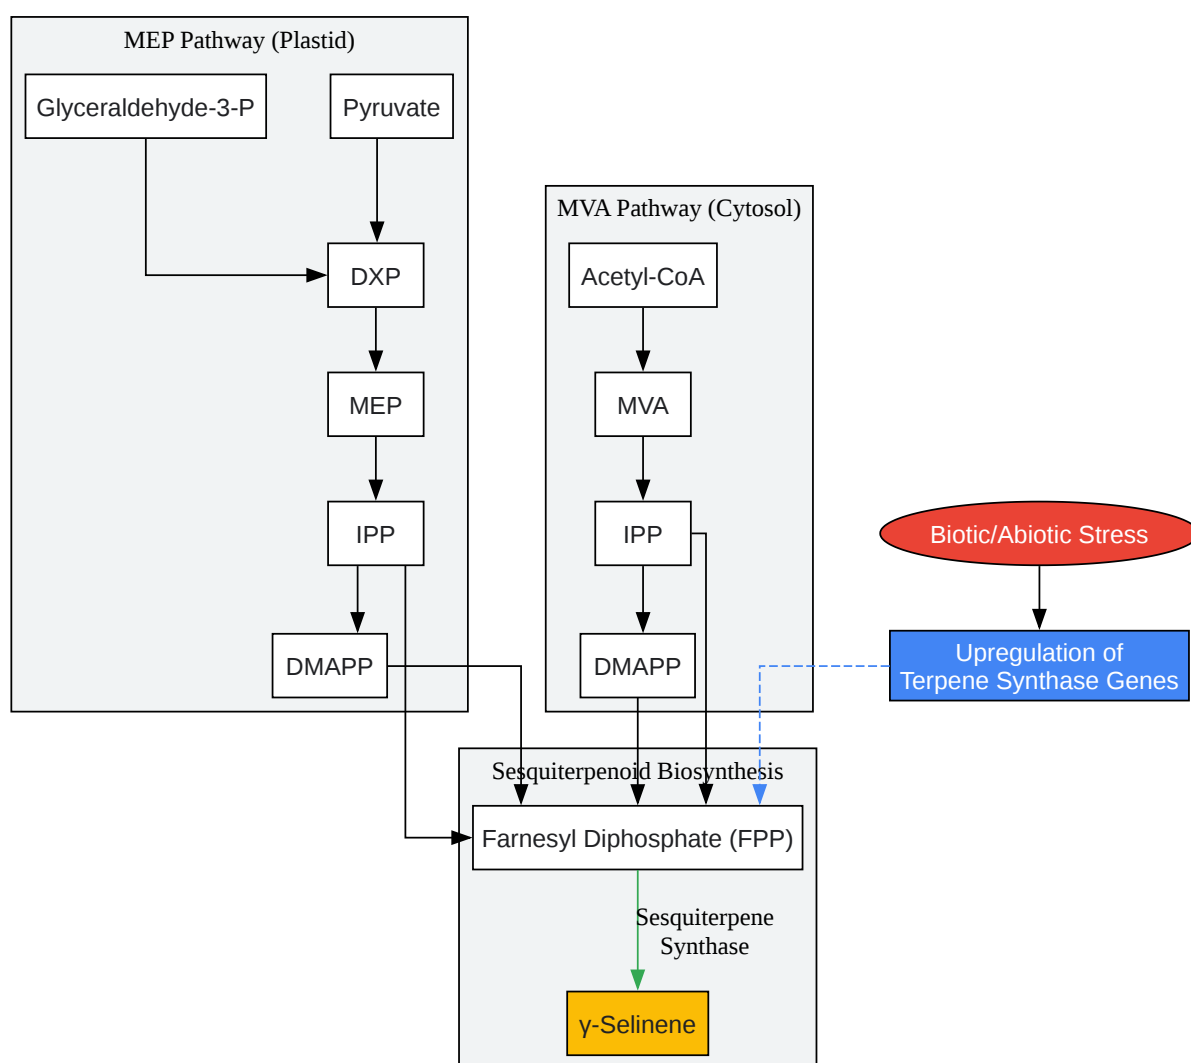 MEP Pathway (Plastid)
Glyceraldehyde-3-P
Pyruvate
DXP
MEP
IPP
DMAPP
MVA Pathway (Cytosol)
Acetyl-CoA
MVA
IPP
DMAPP
Biotic/Abiotic Stress
Upregulation of
Terpene Synthase Genes
Sesquiterpenoid Biosynthesis
Farnesyl Diphosphate (FPP)
Sesquiterpene
Synthase
γ-Selinene